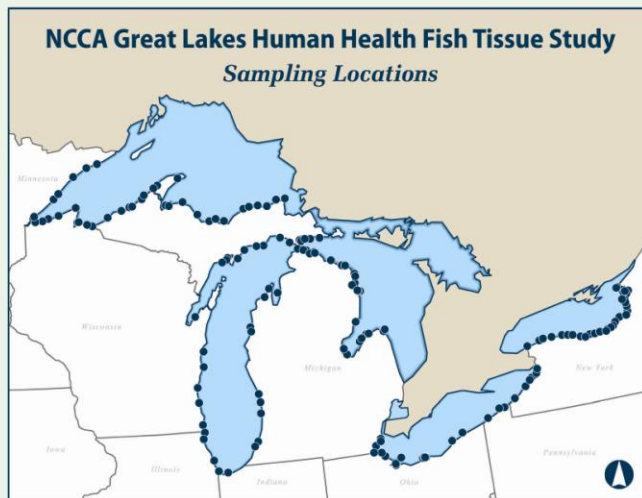 NCCA Great Lakes Human Health Fish Tissue Study
Sampling Locations
Minnesota
Wisconsin
Michigan
New York
Iowa
Illinois
Indiana
Ohio
Pennsylvania